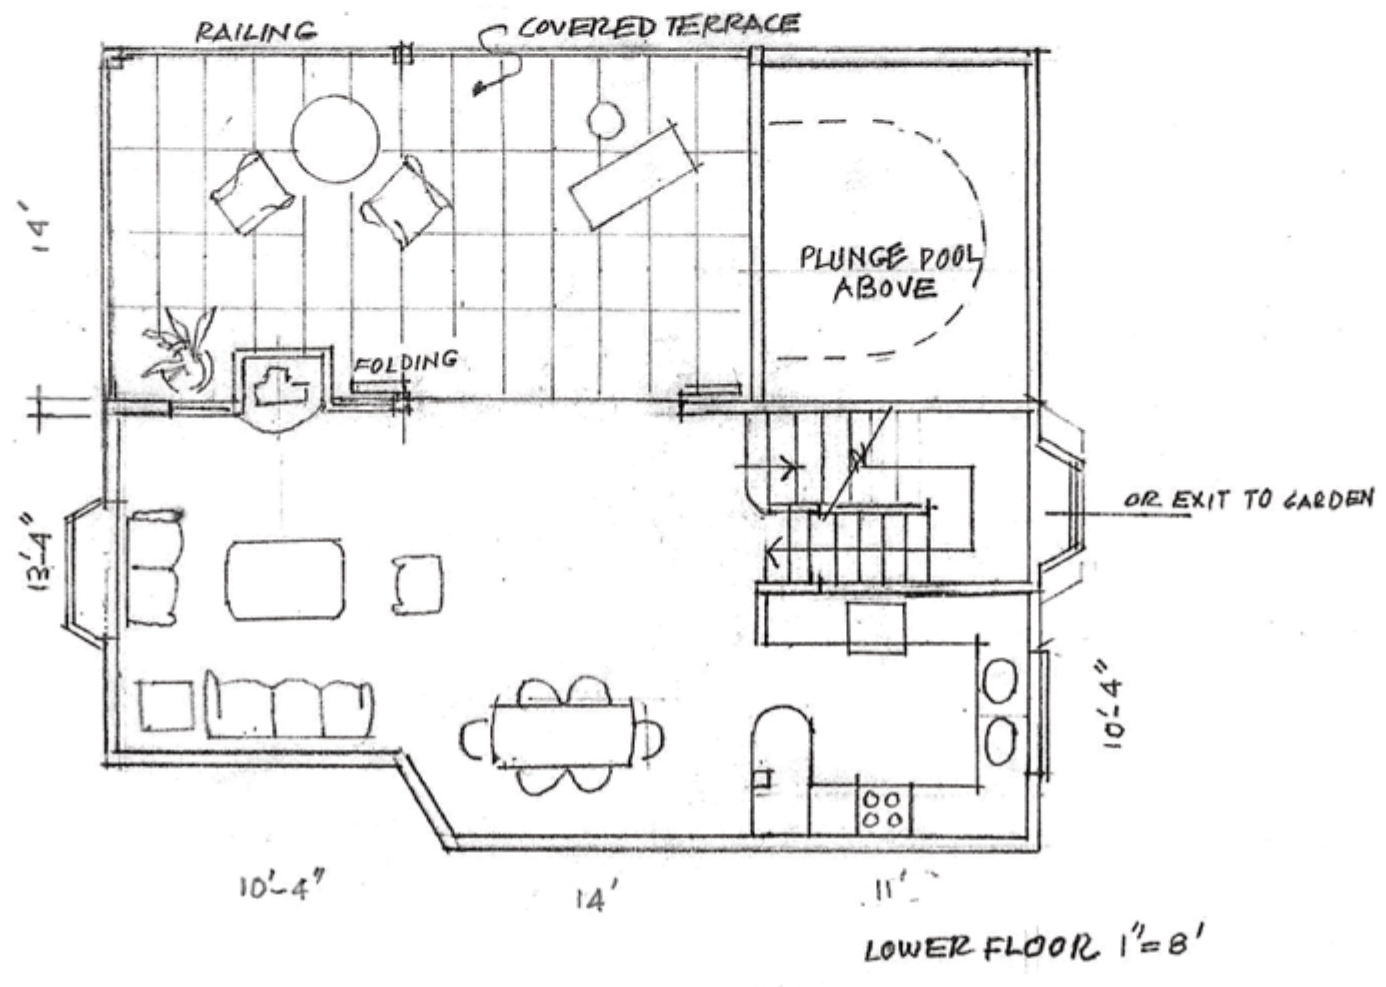 RAILING
COVERED TERRACE
14'
PLUNGE POOL
ABOVE
FOLDING
OR EXIT TO GARDEN
13'-4"
10'-4"
10'-4"
14'
11'
LOWER FLOOR 1"=8'